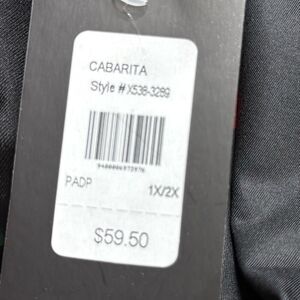 CABARITA
Style # X538-3289
PADP
1X/2X
$59.50